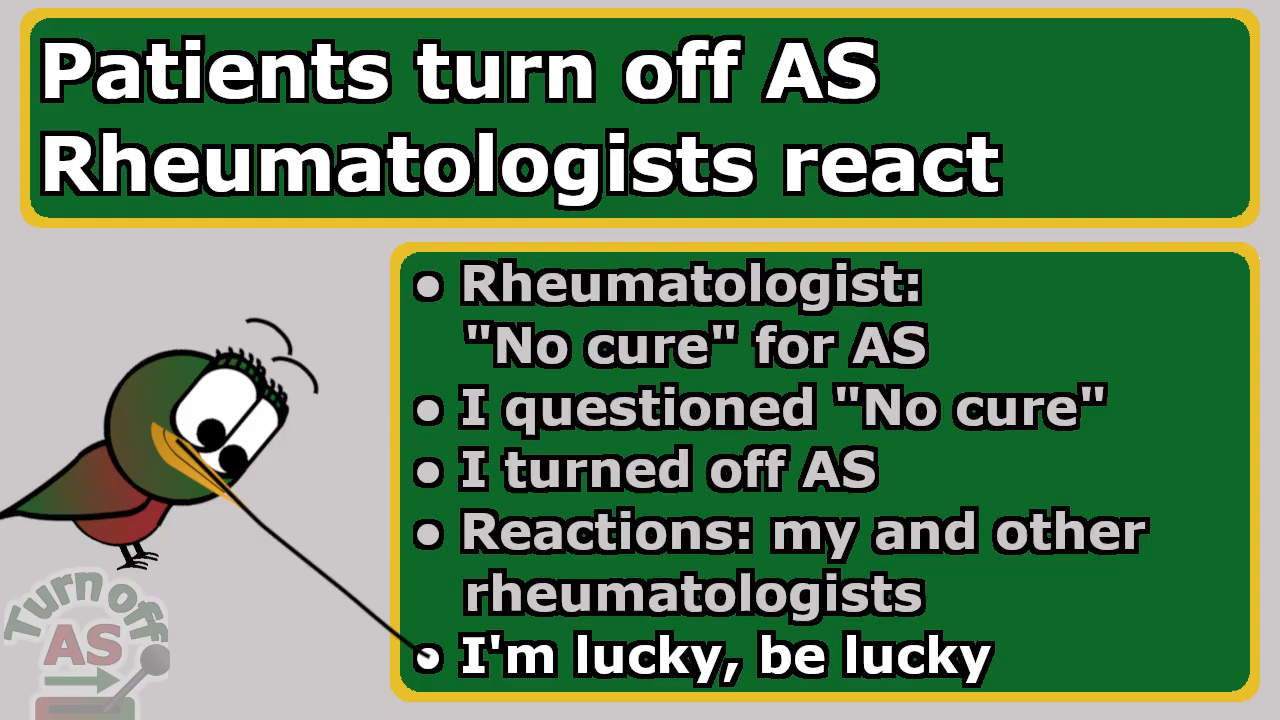 Patients turn off AS
Rheumatologists react
● Rheumatologist:
"No cure" for AS
● I questioned "No cure"
● I turned off AS
● Reactions: my and other
rheumatologists
● I'm lucky, be lucky
Turn off
AS